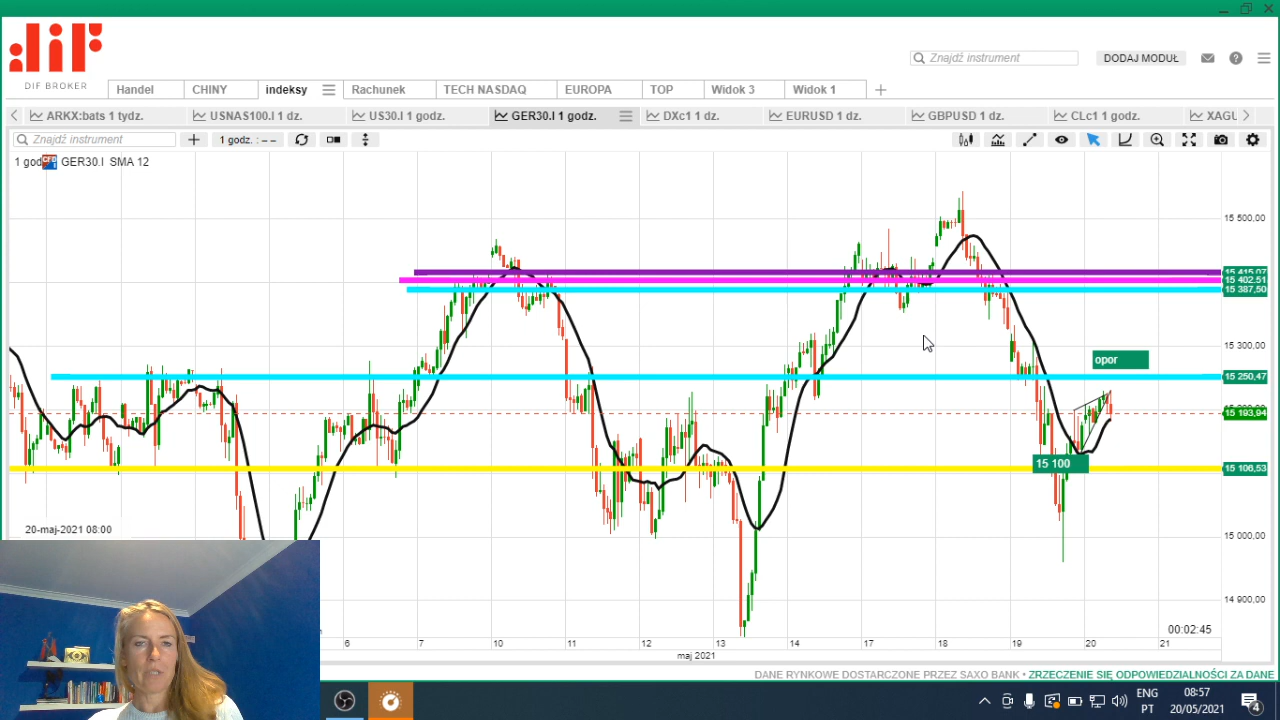 dif
DIF BROKER
Znajdź instrument
DODAJ MODUŁ
Handel
CHINY
indeksy
Rachunek
TECH NASDAQ
EUROPA
TOP
Widok 3
Widok 1
ARKX:bats 1 tydz.
USNAS100.I 1 dz.
US30.I 1 godz.
GER30.I 1 godz.
DXc1 1 dz.
EURUSD 1 dz.
GBPUSD 1 dz.
CLc1 1 godz.
XAGU
Znajdź instrument
1 godz. : – –
1 god
CFD
GER30.I SMA 12
15 500,00
15 415,07
15 402,51
15 387,50
15 300,00
opor
15 250,47
15 193,94
15 100
15 106,53
20-maj-2021 08:00
15 000,00
14 900,00
00:02:45
6
7
10
11
12
13
14
17
18
19
20
21
maj 2021
DANE RYNKOWE DOSTARCZONE PRZEZ SAXO BANK • ZRZECZENIE SIĘ ODPOWIEDZIALNOŚCI ZA DANE
ENG
PT
08:57
20/05/2021
4